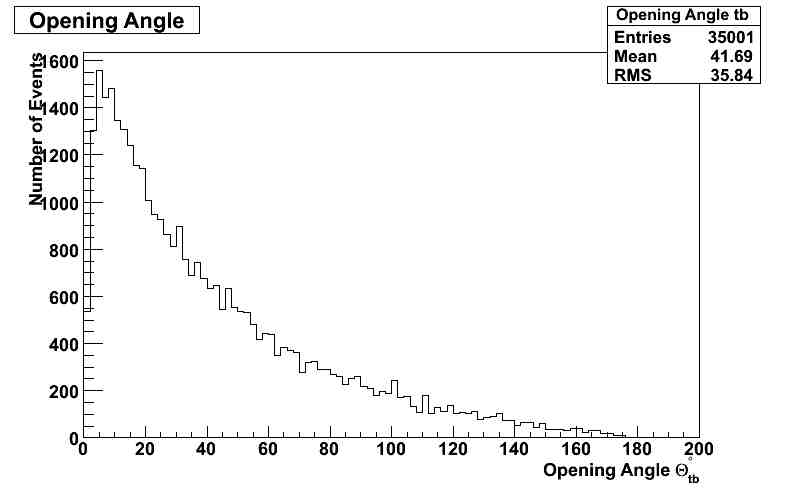 Opening Angle
Opening Angle tb
Entries 35001
Mean 41.69
RMS 35.84
Number of Events
1600
1400
1200
1000
800
600
400
200
0
0 20 40 60 80 100 120 140 160 180 200
Opening Angle Θ°tb